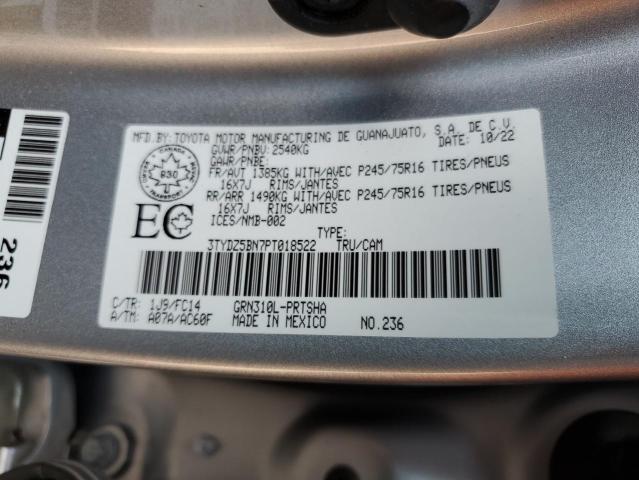 MFD.BY:TOYOTA MOTOR MANUFACTURING DE GUANAJUATO, S.A. DE C.V.
GVWR/PNBV: 2540KG DATE: 10/22
GAWR/PNBE:
FR/AVT 1385KG WITH/AVEC P245/75R16 TIRES/PNEUS
16X7J RIMS/JANTES
RR/ARR 1490KG WITH/AVEC P245/75R16 TIRES/PNEUS
16X7J RIMS/JANTES
ICES/NMB-002
CANADA
830
TRANSPORT
EC
TYPE:
3TYDZ5BN7PT018522 TRU/CAM
C/TR: 1J9/FC14 GRN310L-PRTSHA
A/TM: A07A/AC60F MADE IN MEXICO NO.236
236